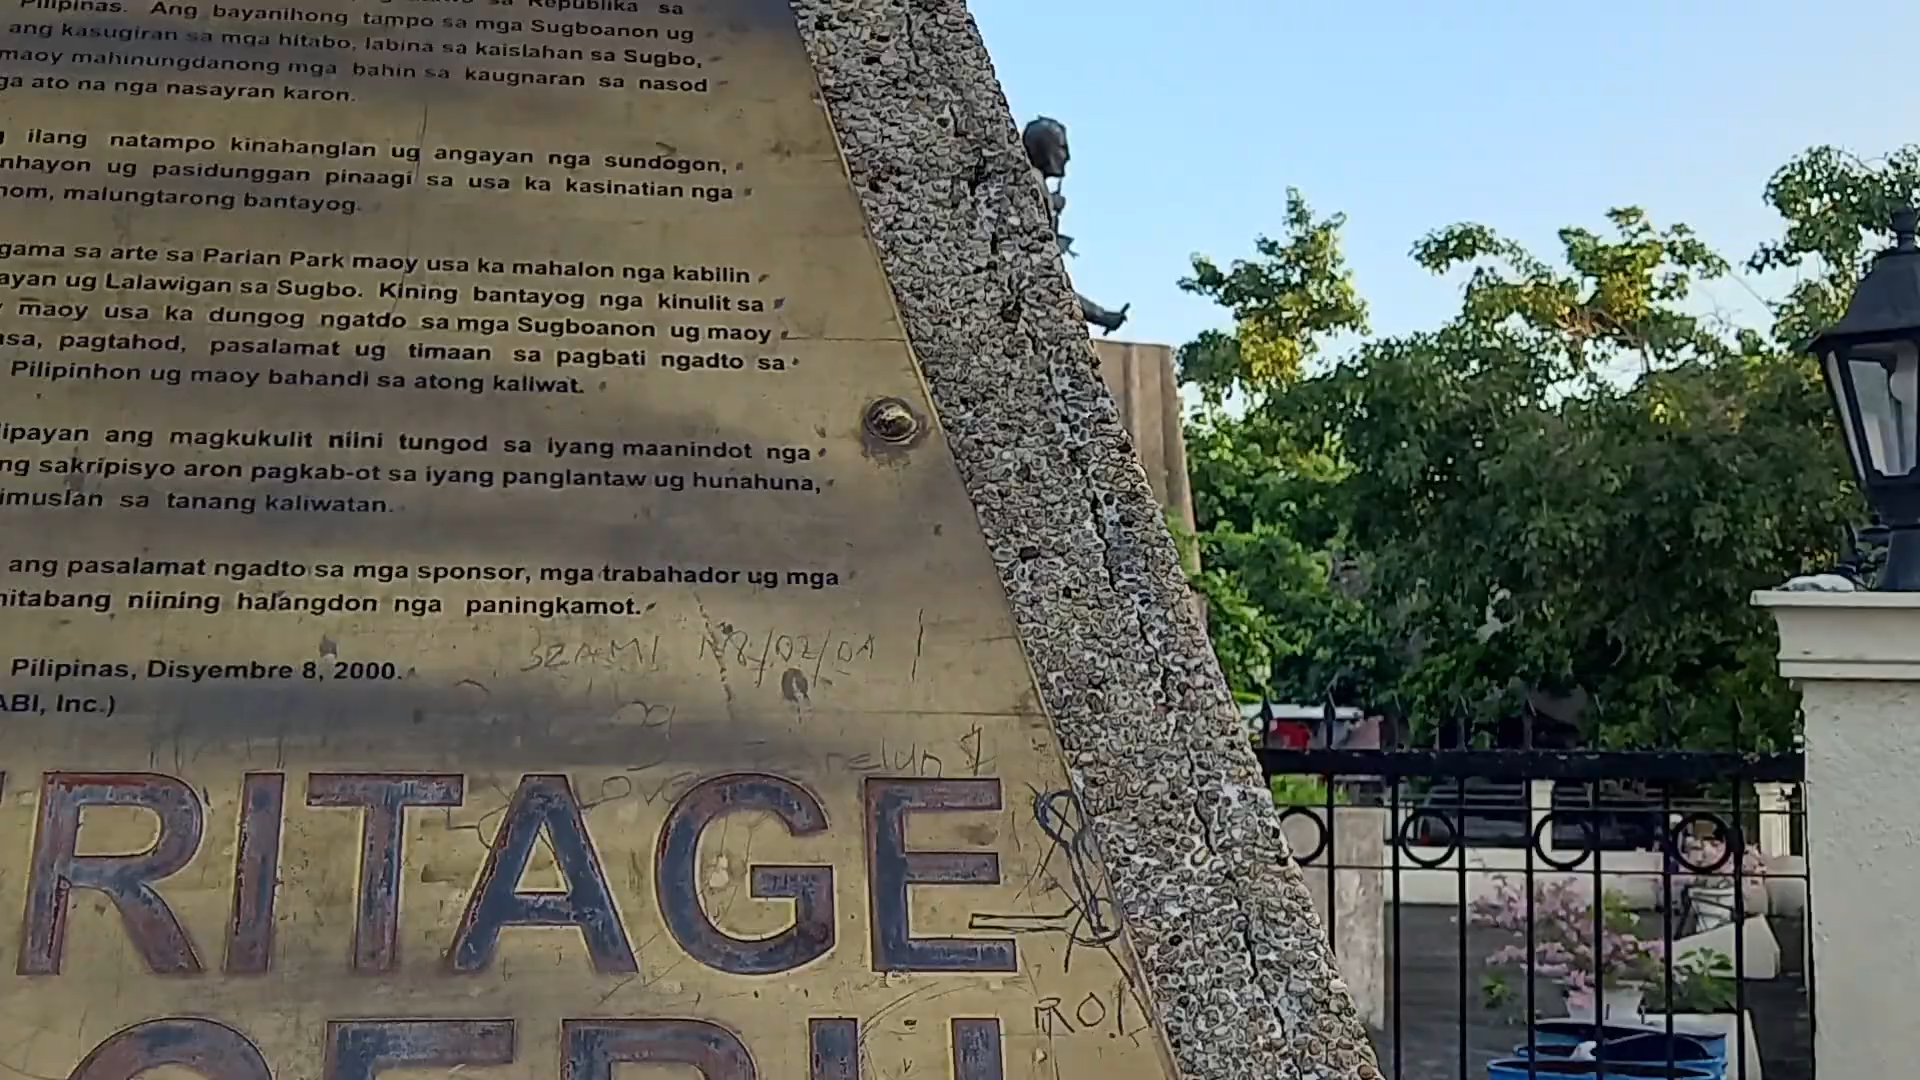 sa Republika sa
Pilipinas. Ang bayanihong tampo sa mga Sugboanon ug
ang kasugiran sa mga hitabo, labina sa kaislahan sa Sugbo,
maoy mahinungdanong mga bahin sa kaugnaran sa nasod
ga ato na nga nasayran karon.
ilang natampo kinahanglan ug angayan nga sundogon,
nhayon ug pasidunggan pinaagi sa usa ka kasinatian nga
nom, malungtarong bantayog.
gama sa arte sa Parian Park maoy usa ka mahalon nga kabilin
ayan ug Lalawigan sa Sugbo. Kining bantayog nga kinulit sa
maoy usa ka dungog ngatdo sa mga Sugboanon ug maoy
asa, pagtahod, pasalamat ug timaan sa pagbati ngadto sa
Pilipinhon ug maoy bahandi sa atong kaliwat.
lipayan ang magkukulit niini tungod sa iyang maanindot nga
ng sakripisyo aron pagkab-ot sa iyang panglantaw ug hunahuna,
imuslan sa tanang kaliwatan.
ang pasalamat ngadto sa mga sponsor, mga trabahador ug mga
nitabang niining halangdon nga paningkamot.
Pilipinas, Disyembre 8, 2000.
ABI, Inc.)
RITAGE
CEBU